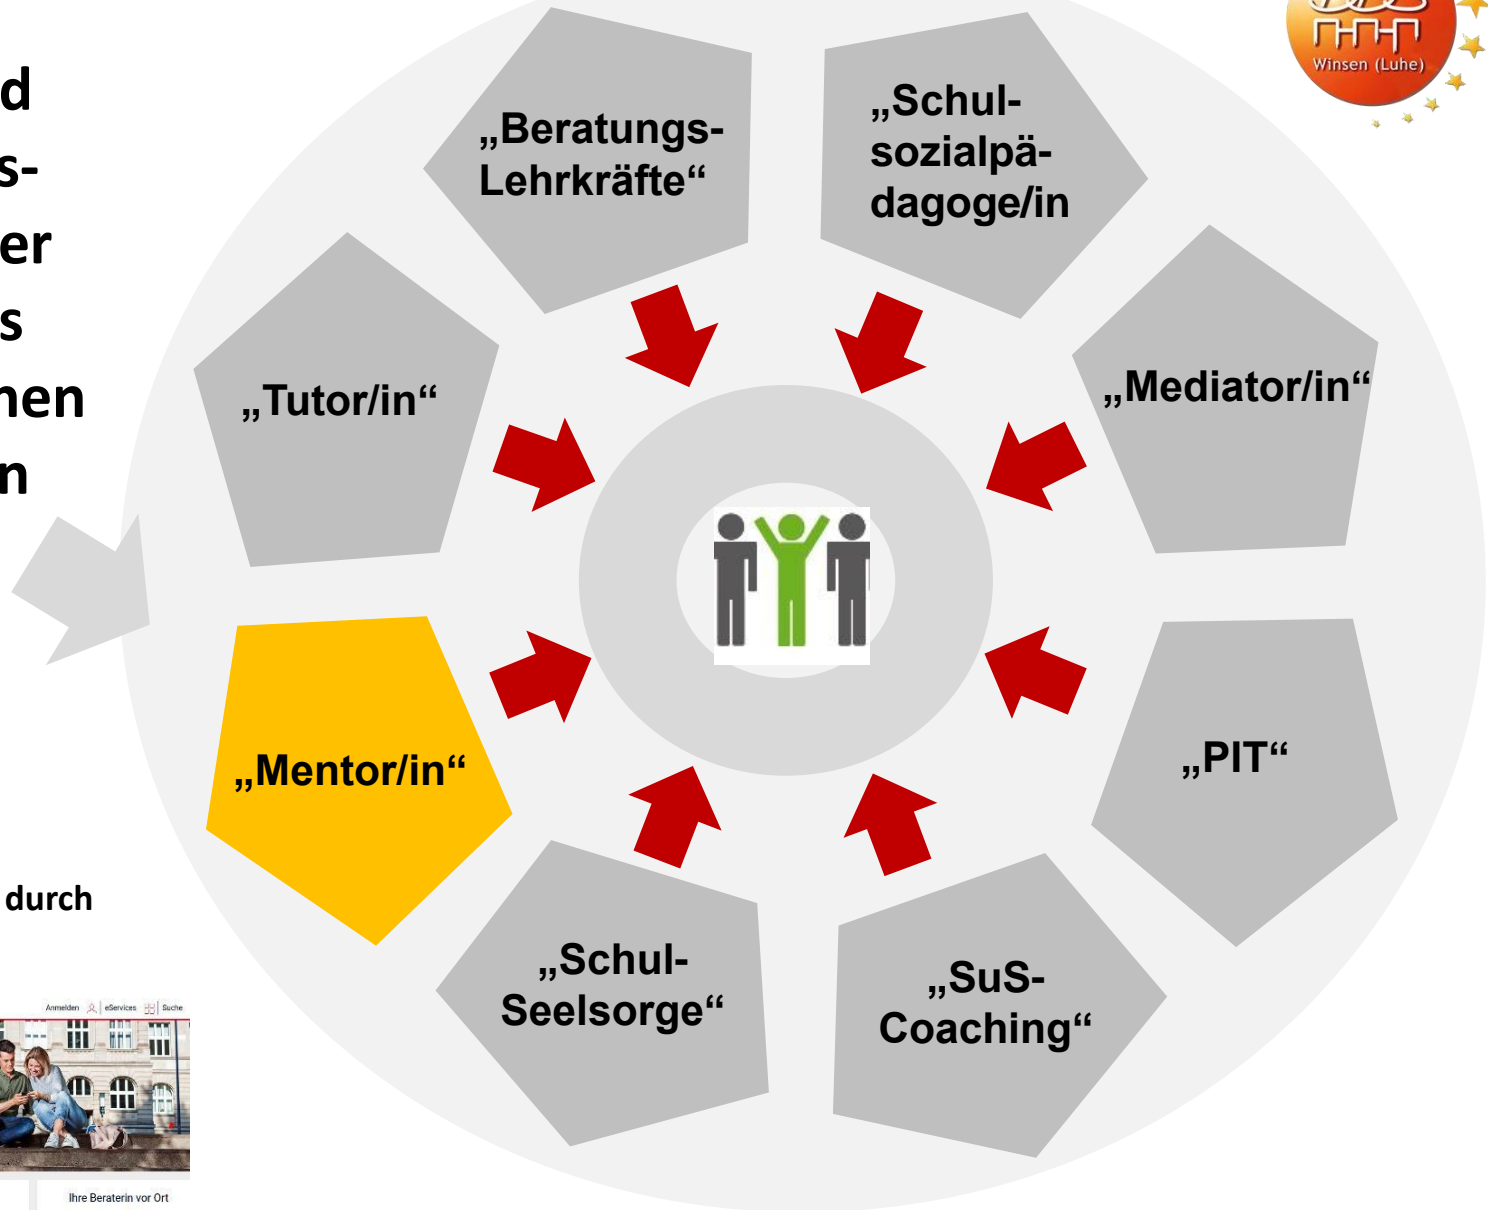 d
s-
er
s
nen
n
durch
„Beratungs-
Lehrkräfte“
„Schul-
sozialpä-
dagoge/in
„Tutor/in“
„Mediator/in“
„Mentor/in“
„PIT“
„Schul-
Seelsorge“
„SuS-
Coaching“
Winsen (Luhe)
Anmelden
eServices
Suche
Ihre Beraterin vor Ort